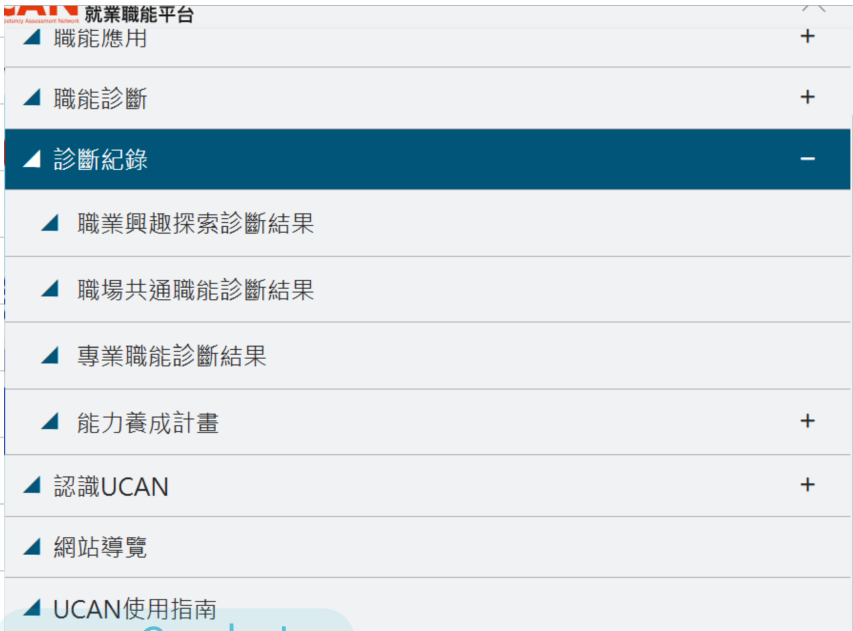 就業職能平台
職能應用
職能診斷
診斷紀錄
職業興趣探索診斷結果
職場共通職能診斷結果
專業職能診斷結果
能力養成計畫
認識UCAN
網站導覽
UCAN使用指南